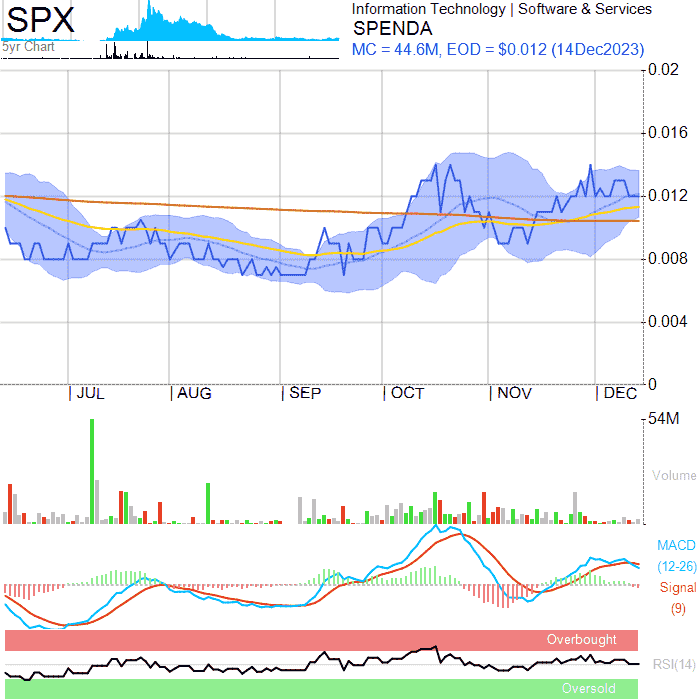 SPX
5yr Chart
Information Technology | Software & Services
SPENDA
MC = 44.6M, EOD = $0.012 (14Dec2023)
0.02
0.016
0.012
0.008
0.004
0
| JUL | AUG | SEP | OCT | NOV | DEC
54M
Volume
MACD
(12-26)
Signal
(9)
Overbought
RSI(14)
Oversold